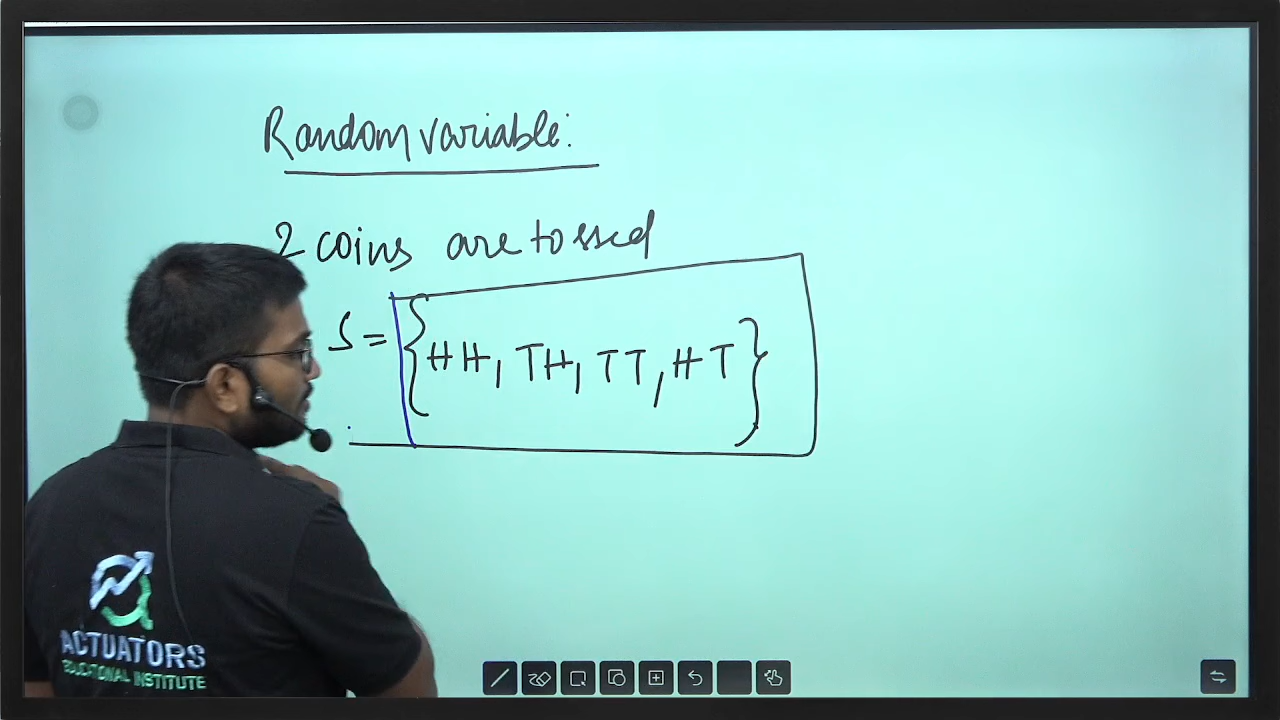 Random variable:
2 coins are tossed
S = {HH, TH, TT, HT}
ACTUATORS
EDUCATIONAL INSTITUTE